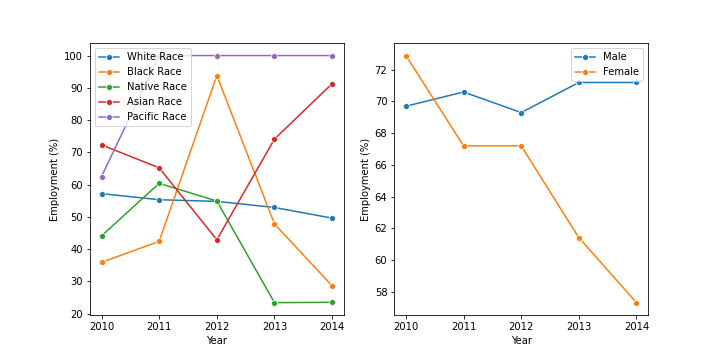 White Race
Black Race
Native Race
Asian Race
Pacific Race
100
90
80
70
60
50
40
30
20
Employment (%)
2010 2011 2012 2013 2014
Year
Male
Female
72
70
68
66
64
62
60
58
Employment (%)
2010 2011 2012 2013 2014
Year